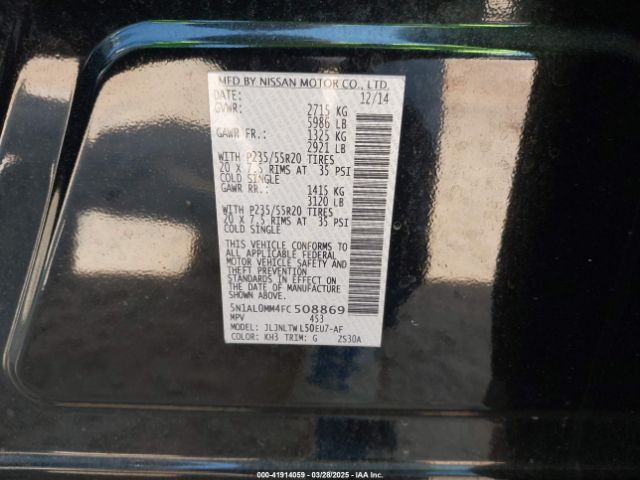 MFD BY NISSAN MOTOR CO., LTD.
DATE: 12/14
GVWR: 2715 KG
5986 LB
GAWR FR.: 1325 KG
2921 LB
WITH P235/55R20 TIRES
20 X 7.5 RIMS AT 35 PSI
COLD SINGLE
GAWR RR.: 1415 KG
3120 LB
WITH P235/55R20 TIRES
20 X 7.5 RIMS AT 35 PSI
COLD SINGLE
THIS VEHICLE CONFORMS TO
ALL APPLICABLE FEDERAL
MOTOR VEHICLE SAFETY AND
THEFT PREVENTION
STANDARDS IN EFFECT ON THE
DATE OF MANUFACTURE
SHOWN ABOVE.
5N1AL0MM4FC508869
MPV 453
MODEL: JLJNLTWL50EU7-AF
COLOR: KH3 TRIM: G ZS30A
000-41914059 - 03/28/2025 - IAA Inc.